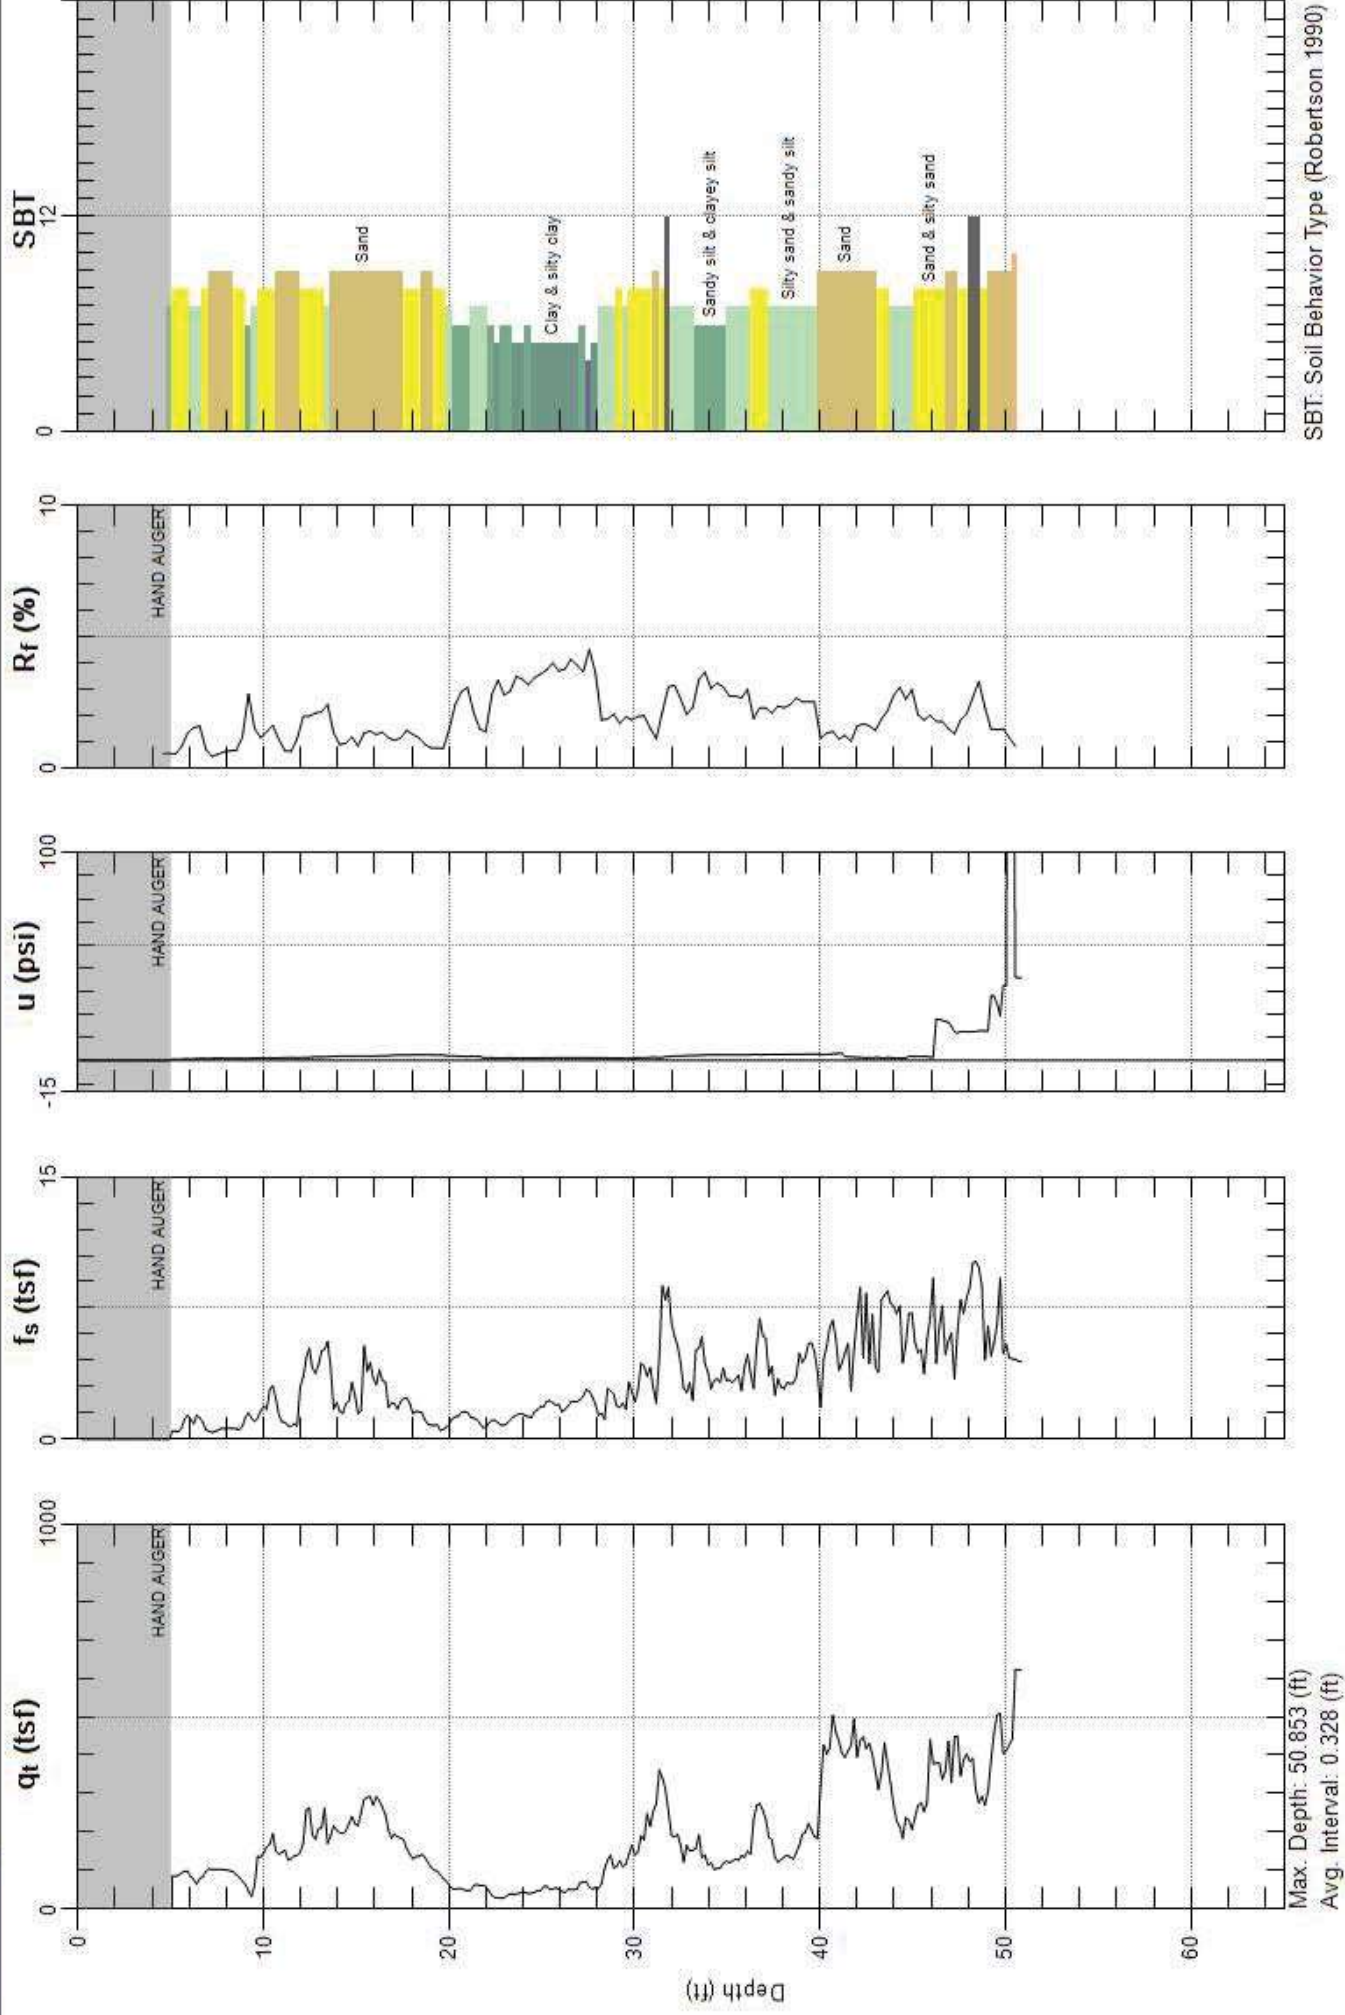 qt (tsf)
fs (tsf)
u (psi)
Rf (%)
SBT
0
1000
0
15
-15
100
0
10
0
12
HAND AUGER
HAND AUGER
HAND AUGER
HAND AUGER
0
10
20
30
40
50
60
Depth (ft)
Sand
Clay & silty clay
Sandy silt & clayey silt
Silty sand & sandy silt
Sand
Sand & silty sand
Max. Depth: 50.853 (ft)
Avg. Interval: 0.328 (ft)
SBT: Soil Behavior Type (Robertson 1990)